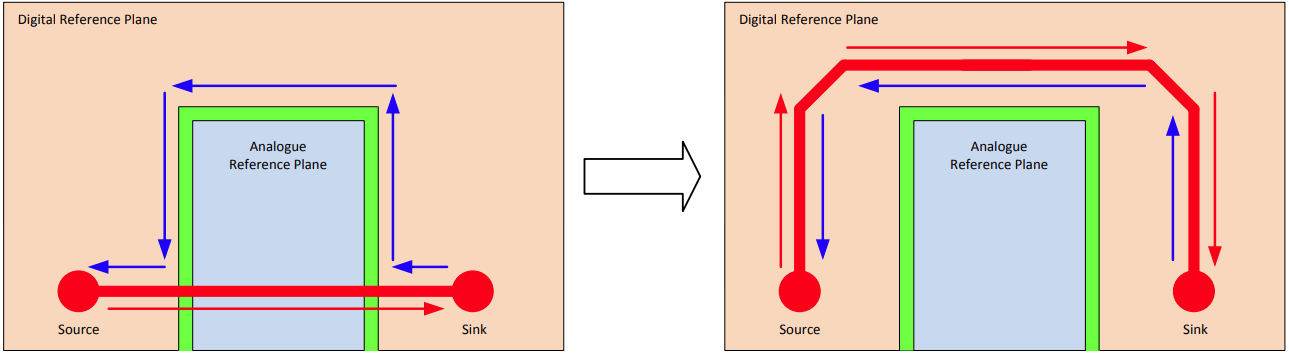 Digital Reference Plane
Analogue
Reference Plane
Source
Sink
Digital Reference Plane
Analogue
Reference Plane
Source
Sink